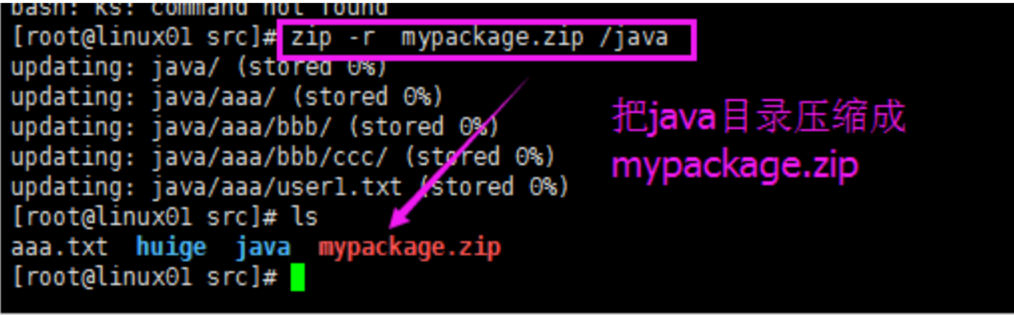 bash: ks: command not found
[root@linux01 src]# zip -r  mypackage.zip /java
updating: java/ (stored 0%)
updating: java/aaa/ (stored 0%)
updating: java/aaa/bbb/ (stored 0%)
updating: java/aaa/bbb/ccc/ (stored 0%)
updating: java/aaa/user1.txt (stored 0%)
[root@linux01 src]# ls
aaa.txt  huige  java  mypackage.zip
[root@linux01 src]#
把java目录压缩成
mypackage.zip